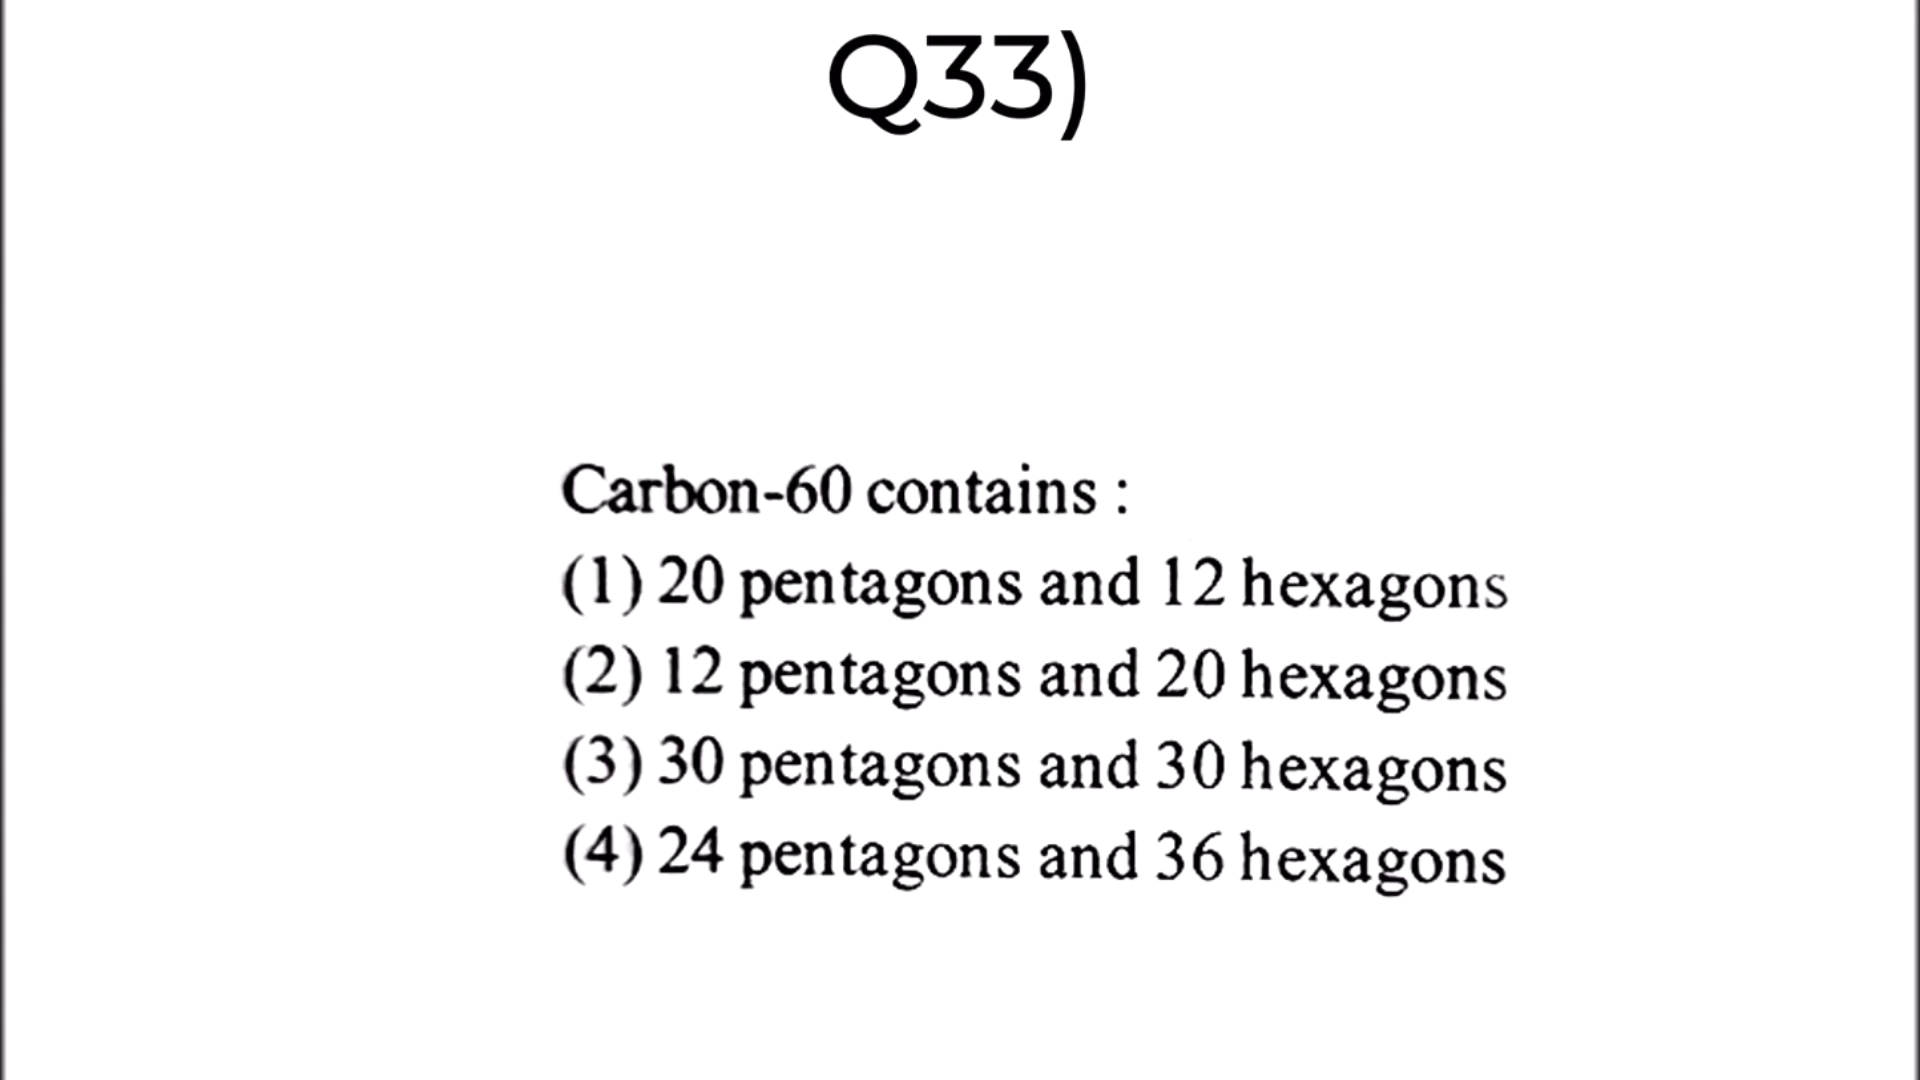 Q33)
Carbon-60 contains :
(1) 20 pentagons and 12 hexagons
(2) 12 pentagons and 20 hexagons
(3) 30 pentagons and 30 hexagons
(4) 24 pentagons and 36 hexagons